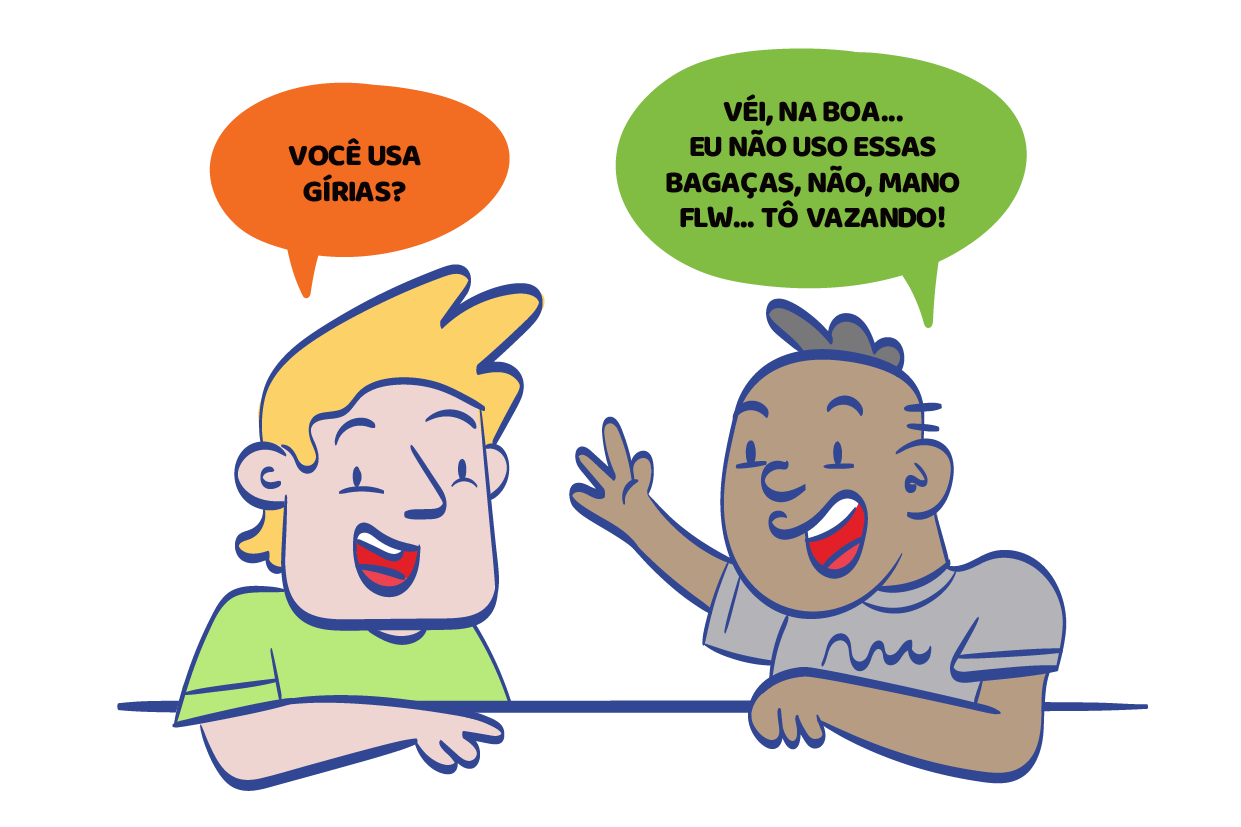 VOCÊ USA
GÍRIAS?
VÉI, NA BOA...
EU NÃO USO ESSAS
BAGAÇAS, NÃO, MANO
FLW... TÔ VAZANDO!